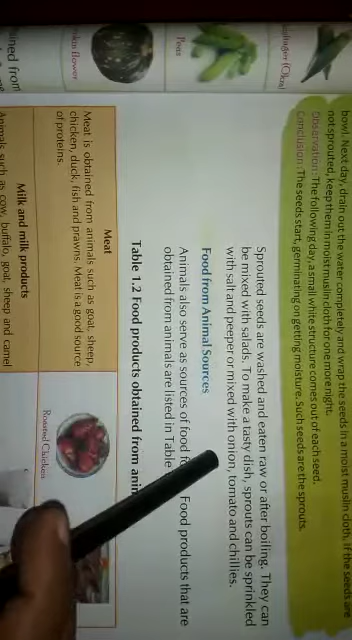 bowl. Next day, drain out the water completely and wrap the seeds in a moist muslin cloth. If the seeds are
not sprouted, keep them in moist muslin cloth for one more night.
Observation : The following day, a small white structure comes out of each seed.
Conclusion : The seeds start, germinating on getting moisture. Such seeds are the sprouts.
Sprouted seeds are washed and eaten raw or after boiling. They can
be mixed with salads. To make a tasty dish, sprouts can be sprinkled
with salt and peeper or mixed with onion, tomato and chillies.
Food from Animal Sources
Animals also serve as sources of food Food products that are
obtained from animals are listed in Table
Table 1.2 Food products obtained from
Meat
Meat is obtained from animals such as goat, sheep,
chicken, duck, fish and prawns. Meat is a good source
of proteins.
Roasted Chicken
Milk and milk products
Animals such as cow, buffalo, goat, sheep and camel
(Okra)
Peas